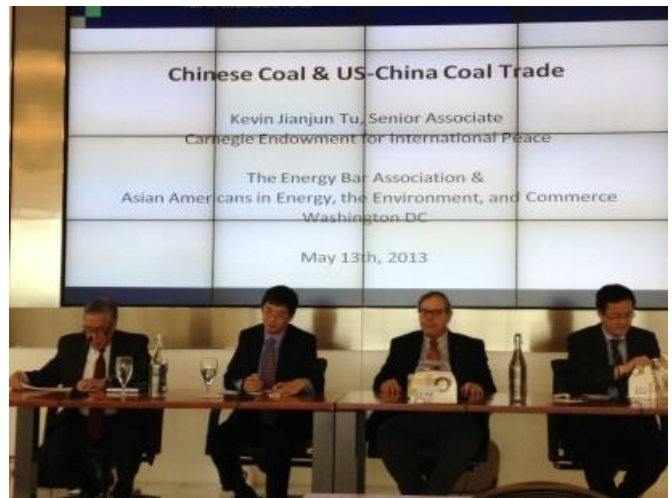 Chinese Coal & US-China Coal Trade
Kevin Jianjun Tu, Senior Associate
Carnegie Endowment for International Peace
The Energy Bar Association &
Asian Americans in Energy, the Environment, and Commerce
Washington DC
May 13th, 2013